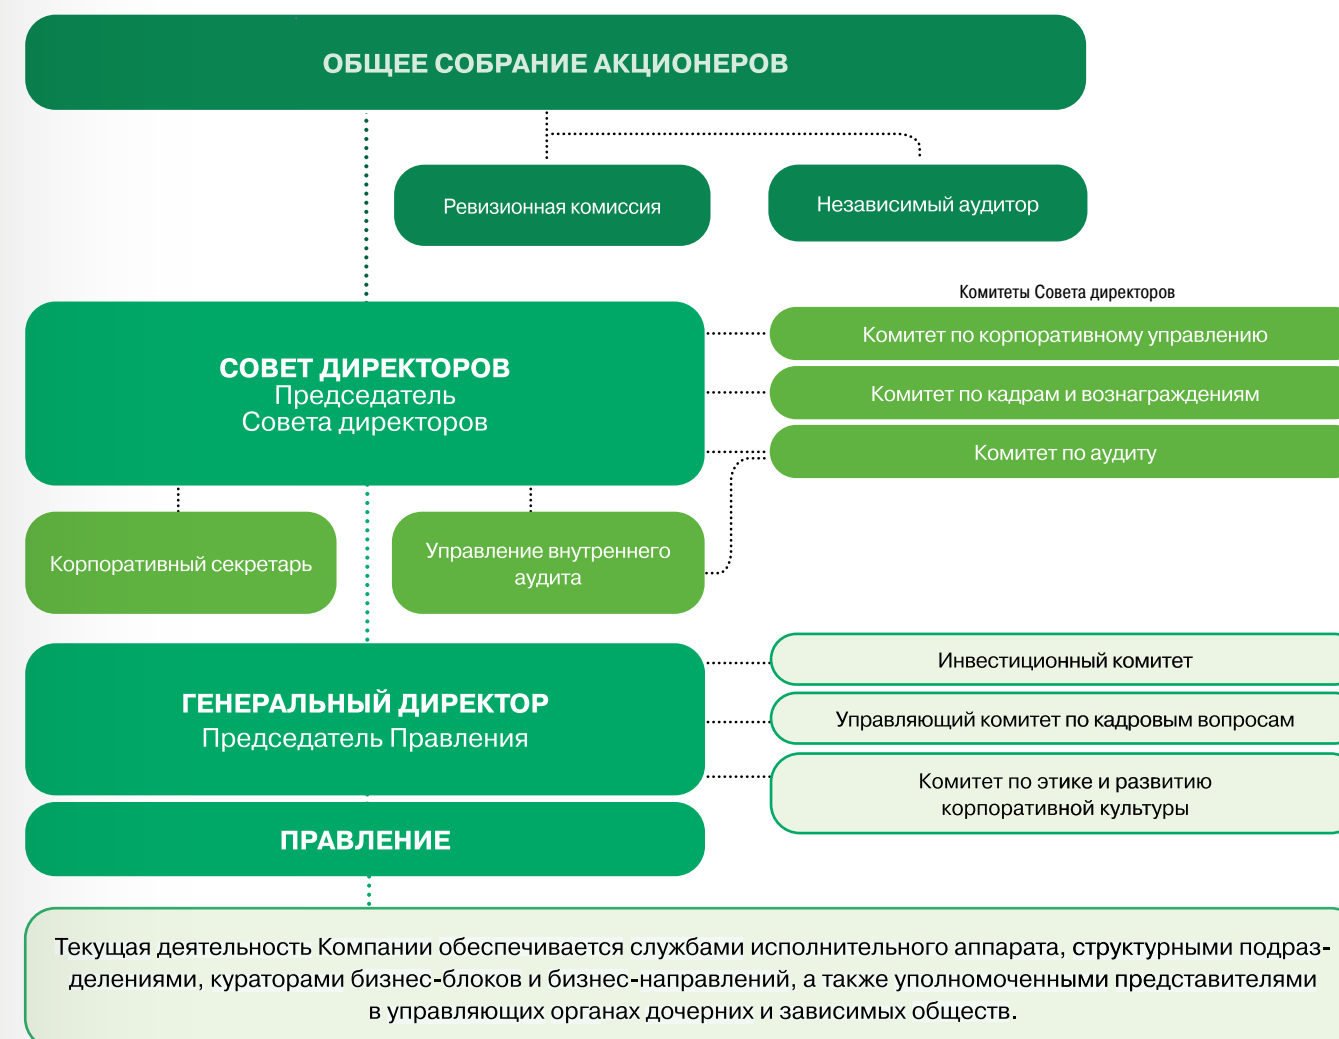 ОБЩЕЕ СОБРАНИЕ АКЦИОНЕРОВ
Ревизионная комиссия
Независимый аудитор
Комитеты Совета директоров
СОВЕТ ДИРЕКТОРОВ
Председатель
Совета директоров
Комитет по корпоративному управлению
Комитет по кадрам и вознаграждениям
Комитет по аудиту
Корпоративный секретарь
Управление внутреннего
аудита
ГЕНЕРАЛЬНЫЙ ДИРЕКТОР
Председатель Правления
Инвестиционный комитет
Управляющий комитет по кадровым вопросам
Комитет по этике и развитию
корпоративной культуры
ПРАВЛЕНИЕ
Текущая деятельность Компании обеспечивается службами исполнительного аппарата, структурными подраз-
делениями, кураторами бизнес-блоков и бизнес-направлений, а также уполномоченными представителями
в управляющих органах дочерних и зависимых обществ.